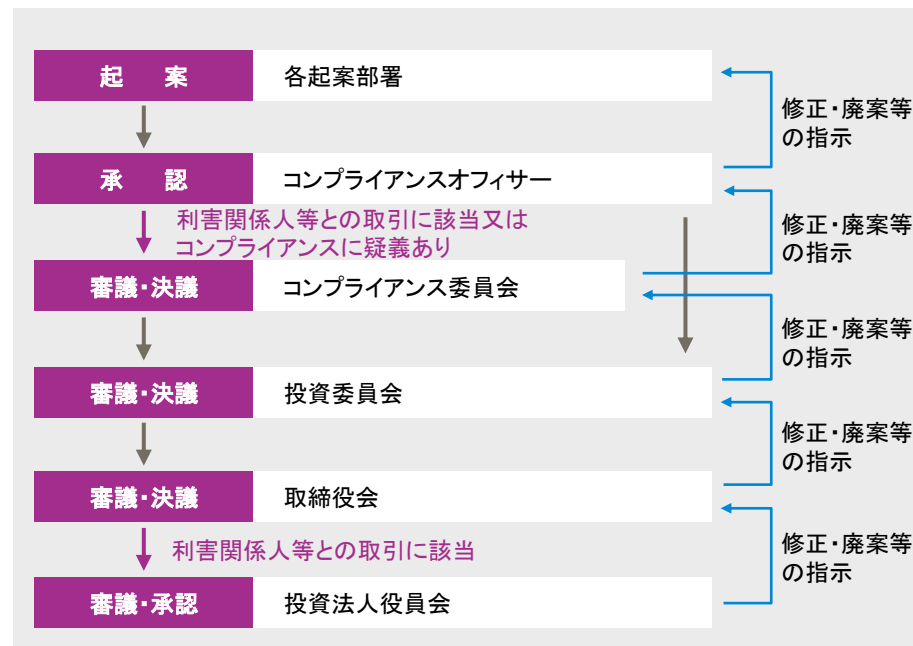 起 案
各起案部署
修正・廃案等
の指示
承 認
コンプライアンスオフィサー
利害関係人等との取引に該当又は
コンプライアンスに疑義あり
修正・廃案等
の指示
審議・決議
コンプライアンス委員会
修正・廃案等
の指示
審議・決議
投資委員会
修正・廃案等
の指示
審議・決議
取締役会
利害関係人等との取引に該当
修正・廃案等
の指示
審議・承認
投資法人役員会